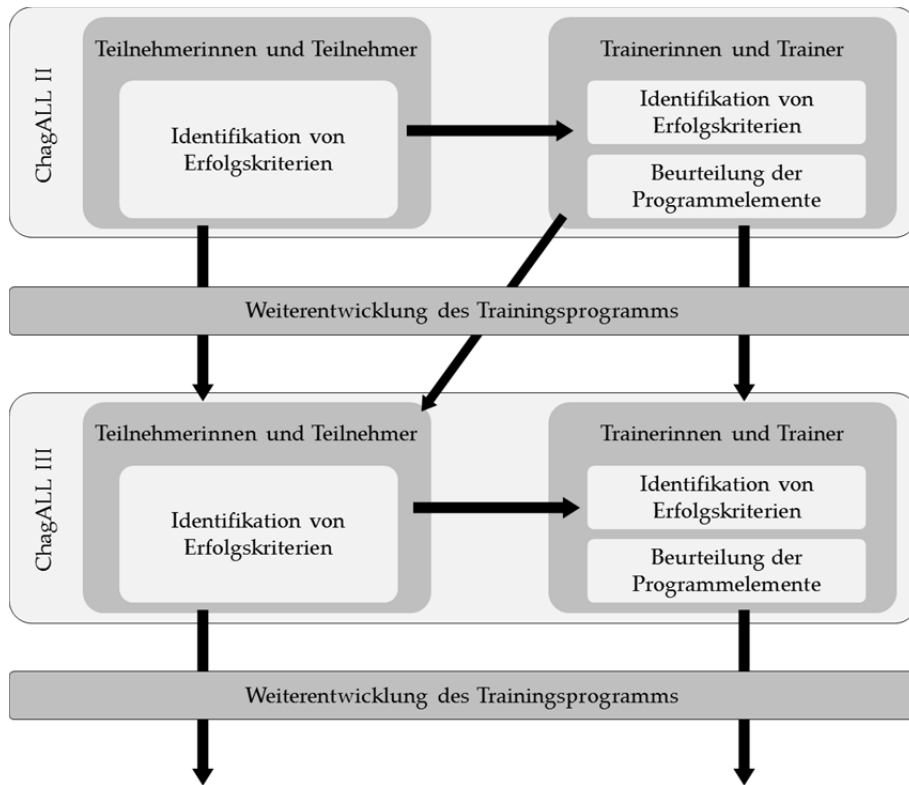 ChagALL II
Teilnehmerinnen und Teilnehmer
Identifikation von
Erfolgskriterien
Trainerinnen und Trainer
Identifikation von
Erfolgskriterien
Beurteilung der
Programmelemente
Weiterentwicklung des Trainingsprogramms
ChagALL III
Teilnehmerinnen und Teilnehmer
Identifikation von
Erfolgskriterien
Trainerinnen und Trainer
Identifikation von
Erfolgskriterien
Beurteilung der
Programmelemente
Weiterentwicklung des Trainingsprogramms